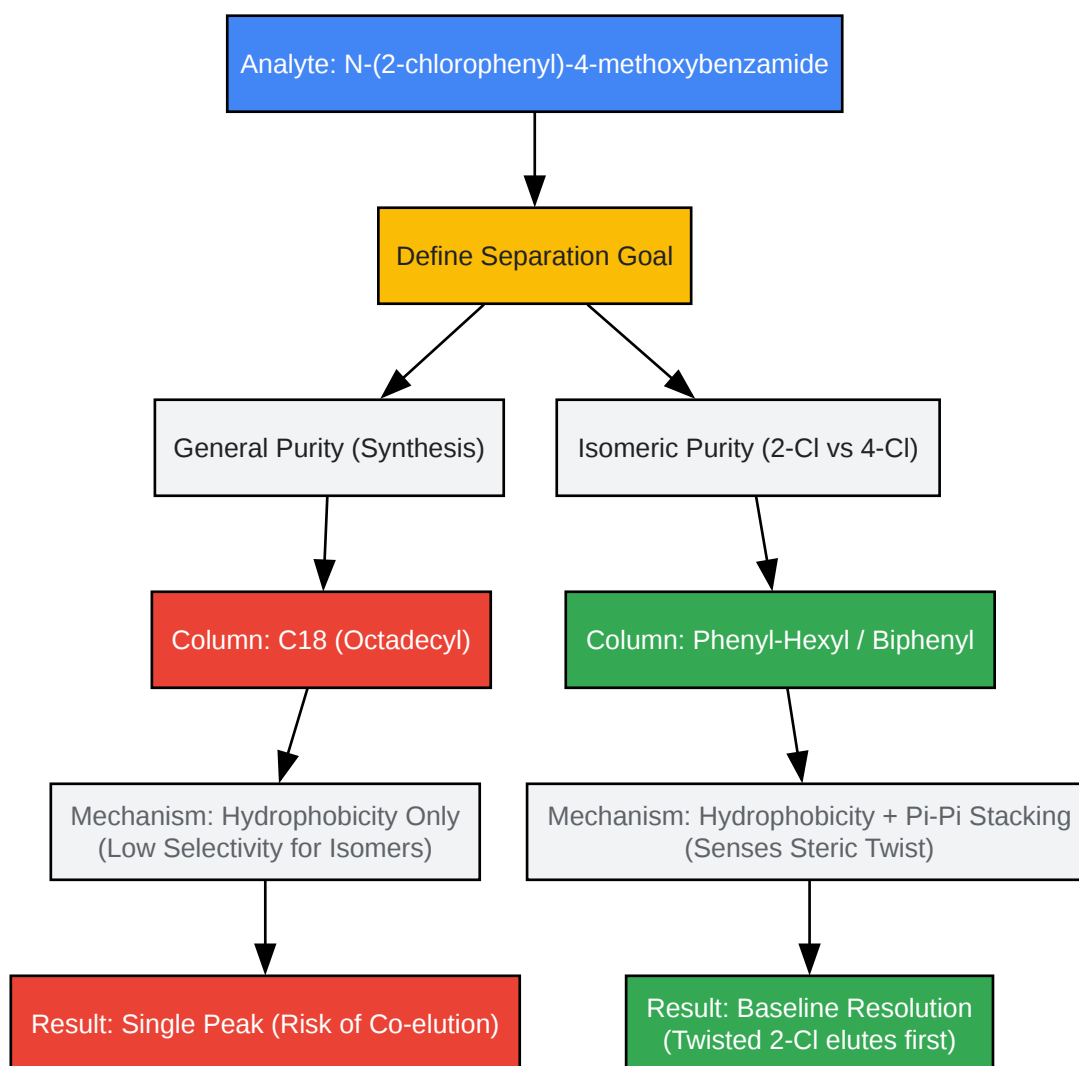 Analyte: N-(2-chlorophenyl)-4-methoxybenzamide
Define Separation Goal
General Purity (Synthesis)
Isomeric Purity (2-Cl vs 4-Cl)
Column: C18 (Octadecyl)
Column: Phenyl-Hexyl / Biphenyl
Mechanism: Hydrophobicity Only
(Low Selectivity for Isomers)
Mechanism: Hydrophobicity + Pi-Pi Stacking
(Senses Steric Twist)
Result: Single Peak (Risk of Co-elution)
Result: Baseline Resolution
(Twisted 2-Cl elutes first)